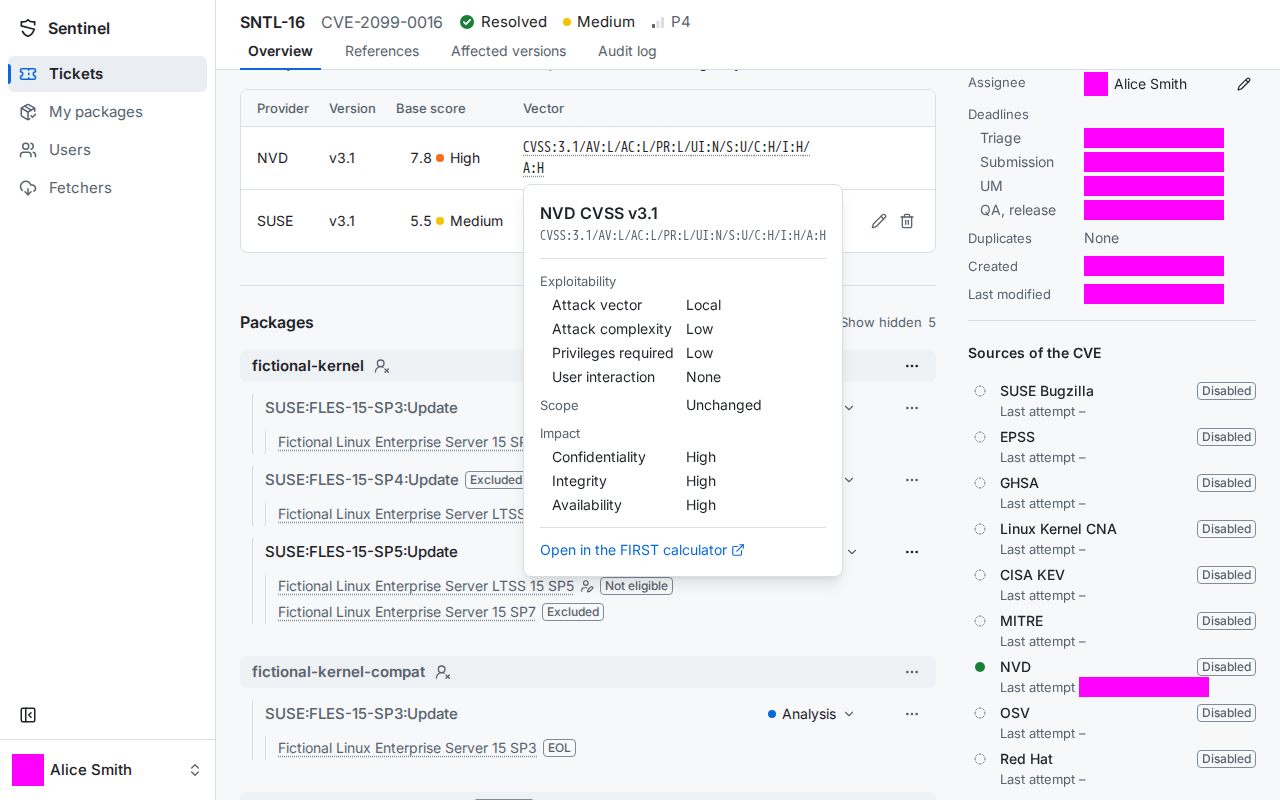 Sentinel
Tickets
My packages
Users
Fetchers
Alice Smith
SNTL-16 CVE-2099-0016 Resolved Medium P4
Overview References Affected versions Audit log
Provider Version Base score Vector
NVD v3.1 7.8 High CVSS:3.1/AV:L/AC:L/PR:L/UI:N/S:U/C:H/I:H/
A:H
SUSE v3.1 5.5 Medium
NVD CVSS v3.1
CVSS:3.1/AV:L/AC:L/PR:L/UI:N/S:U/C:H/I:H/A:H
Exploitability
Attack vector Local
Attack complexity Low
Privileges required Low
User interaction None
Scope Unchanged
Impact
Confidentiality High
Integrity High
Availability High
Open in the FIRST calculator
Packages
Show hidden 5
fictional-kernel
SUSE:FLES-15-SP3:Update
Fictional Linux Enterprise Server 15
SUSE:FLES-15-SP4:Update Excluded
Fictional Linux Enterprise Server LTSS
SUSE:FLES-15-SP5:Update
Fictional Linux Enterprise Server LTSS 15 SP5 Not eligible
Fictional Linux Enterprise Server 15 SP7 Excluded
fictional-kernel-compat
SUSE:FLES-15-SP3:Update Analysis
Fictional Linux Enterprise Server 15 SP3 EOL
Assignee Alice Smith
Deadlines
Triage
Submission
UM
QA, release
Duplicates None
Created
Last modified
Sources of the CVE
SUSE Bugzilla Disabled
Last attempt –
EPSS Disabled
Last attempt –
GHSA Disabled
Last attempt –
Linux Kernel CNA Disabled
Last attempt –
CISA KEV Disabled
Last attempt –
MITRE Disabled
Last attempt –
NVD Disabled
Last attempt
OSV Disabled
Last attempt –
Red Hat Disabled
Last attempt –